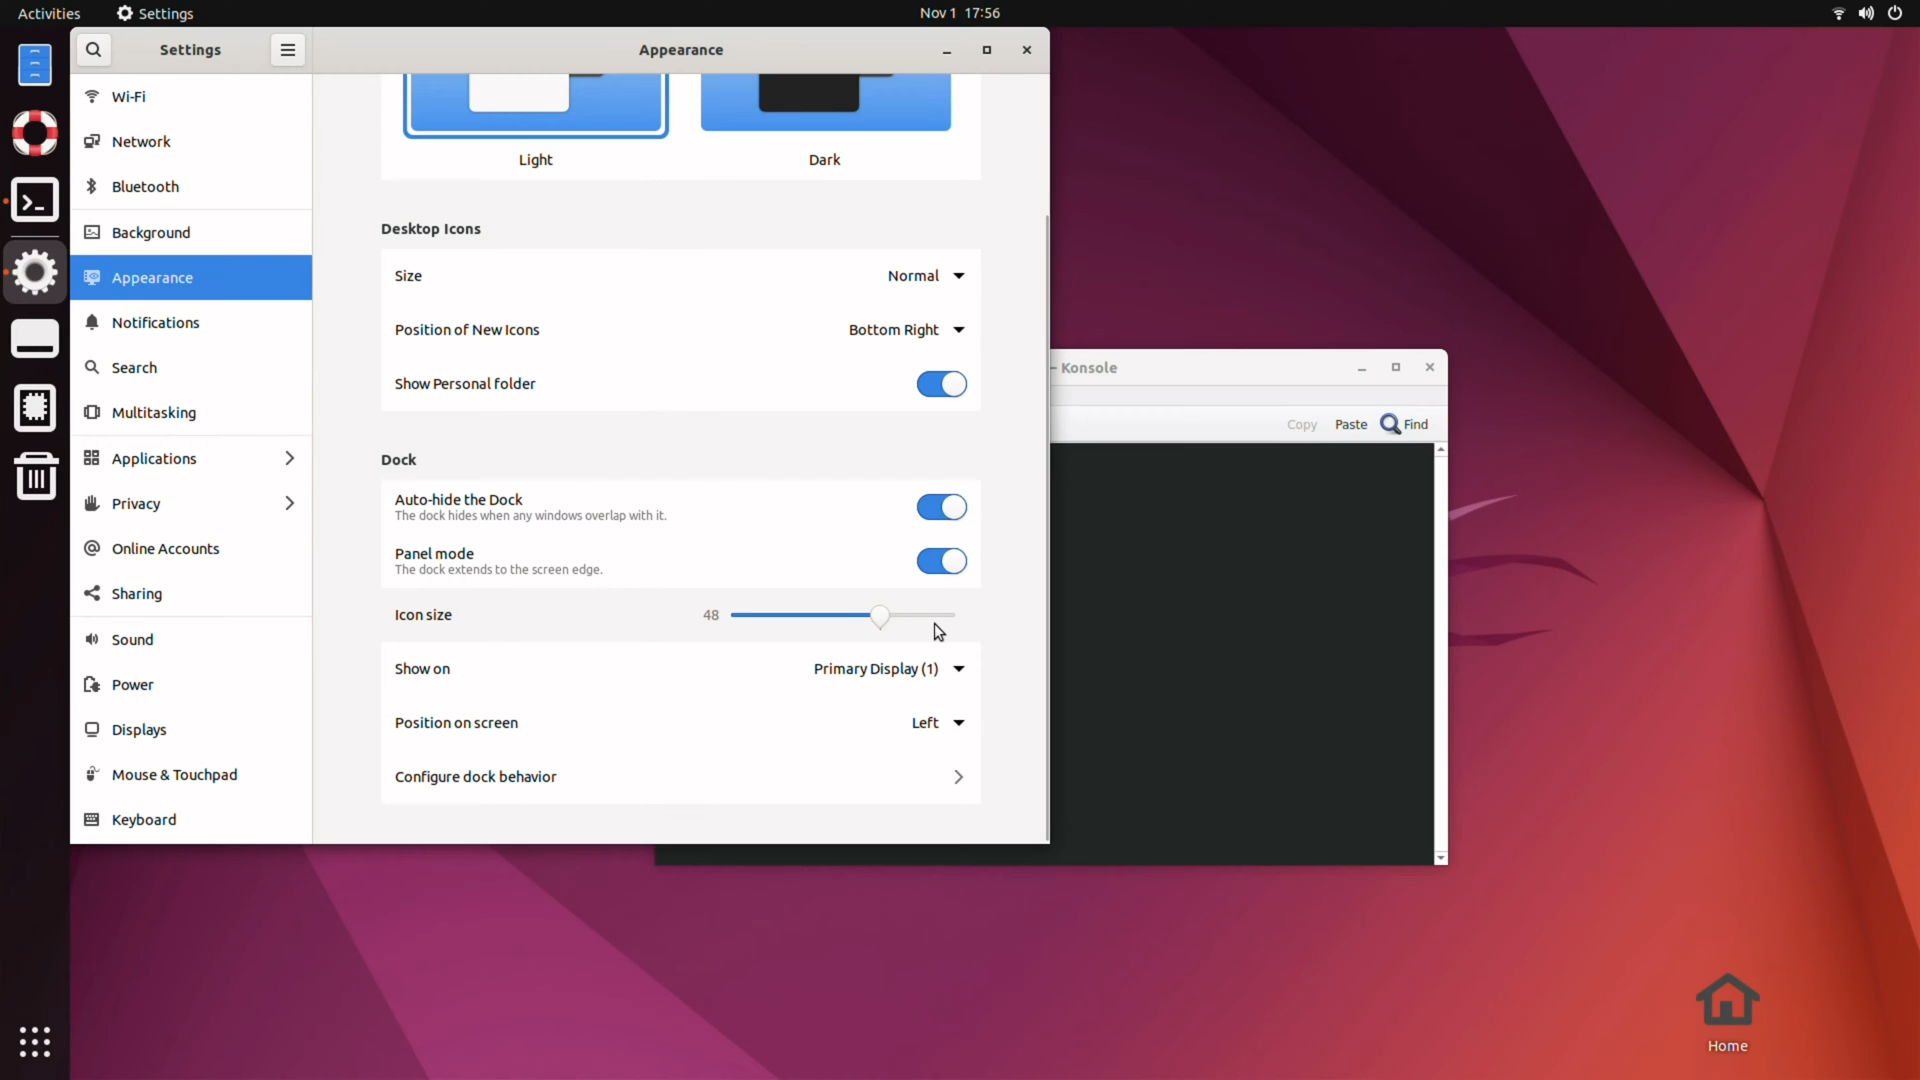 Activities
Settings
Nov 1 17:56
Settings
Appearance
Wi-Fi
Network
Bluetooth
Background
Appearance
Notifications
Search
Multitasking
Applications
Privacy
Online Accounts
Sharing
Sound
Power
Displays
Mouse & Touchpad
Keyboard
Light
Dark
Desktop Icons
Size
Normal
Position of New Icons
Bottom Right
Show Personal folder
Dock
Auto-hide the Dock
The dock hides when any windows overlap with it.
Panel mode
The dock extends to the screen edge.
Icon size
48
Show on
Primary Display (1)
Position on screen
Left
Configure dock behavior
– Konsole
Copy
Paste
Find
Home